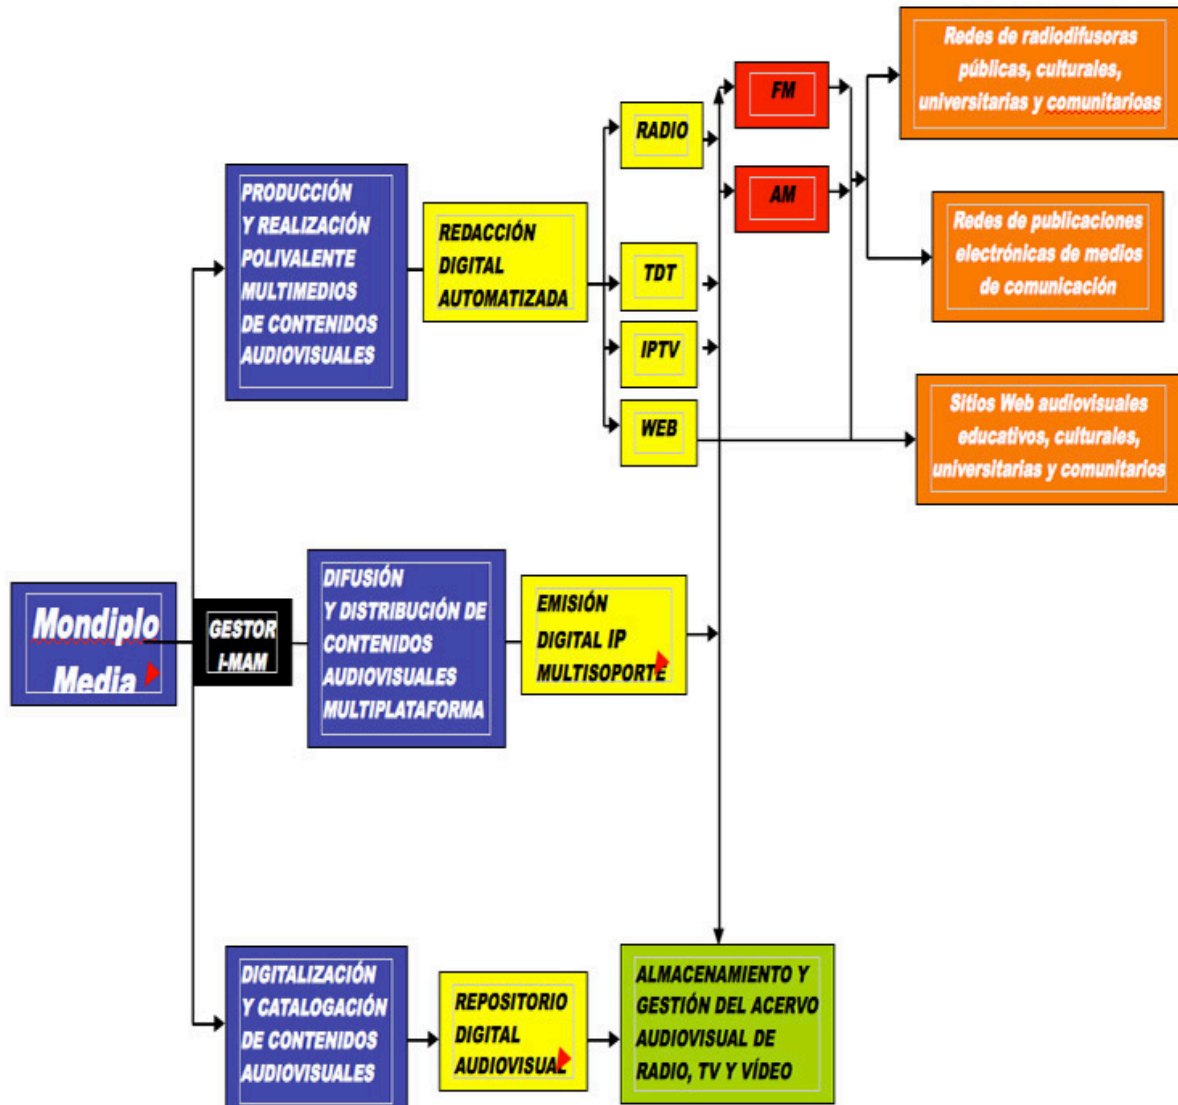 Redes de radiodifusoras
públicas, culturales,
universitarias y comunitarioas
FM
RADIO
AM
PRODUCCIÓN
Y REALIZACIÓN
POLIVALENTE
MULTIMEDIOS
DE CONTENIDOS
AUDIOVISUALES
REDACCIÓN
DIGITAL
AUTOMATIZADA
TDT
IPTV
WEB
Redes de publicaciones
electrónicas de medios
de comunicación
Sitios Web audiovisuales
educativos, culturales,
universitarias y comunitarios
Mondiplo
Media
GESTOR
i-MAM
DIFUSIÓN
Y DISTRIBUCIÓN DE
CONTENIDOS
AUDIOVISUALES
MULTIPLATAFORMA
EMISIÓN
DIGITAL IP
MULTISOPORTE
DIGITALIZACIÓN
Y CATALOGACIÓN
DE CONTENIDOS
AUDIOVISUALES
REPOSITORIO
DIGITAL
AUDIOVISUAL
ALMACENAMIENTO Y
GESTIÓN DEL ACERVO
AUDIOVISUAL DE
RADIO, TV Y VÍDEO